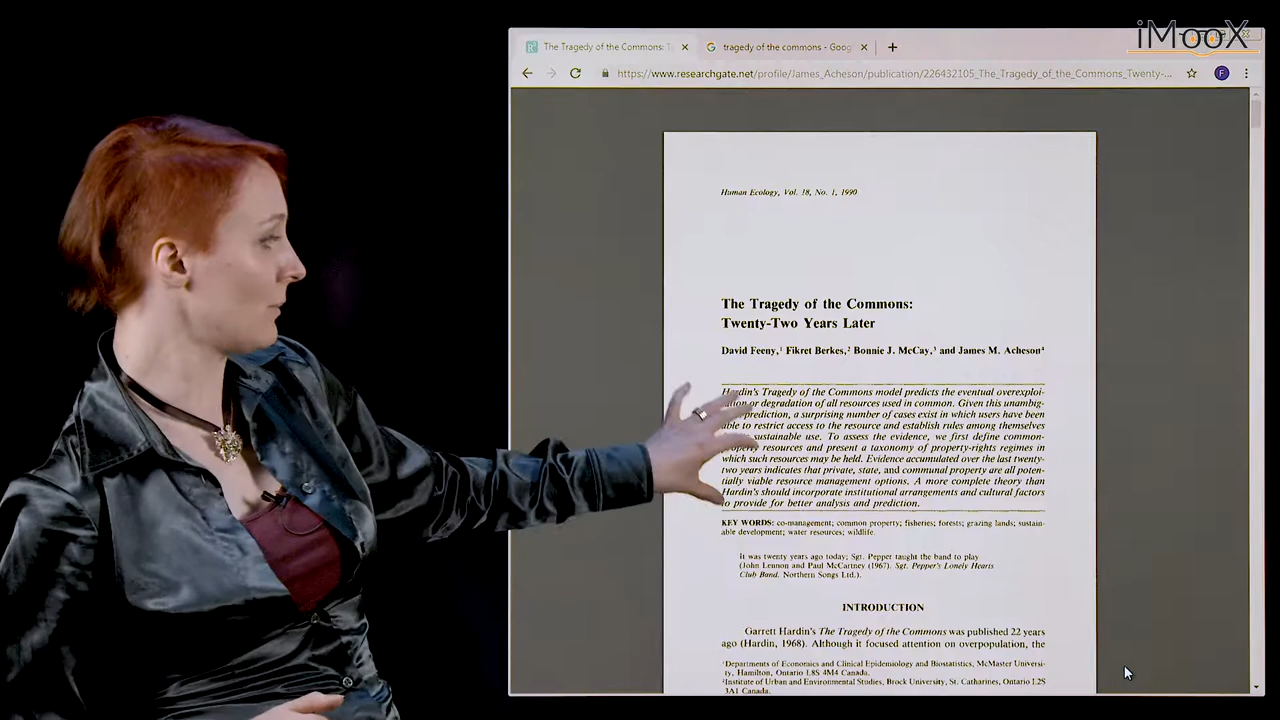 iMooX
The Tragedy of the Commons: T
tragedy of the commons - Goog
https://www.researchgate.net/profile/James_Acheson/publication/226432105_The_Tragedy_of_the_Commons_Twenty-...
F
Human Ecology, Vol. 18, No. 1, 1990
The Tragedy of the Commons:
Twenty-Two Years Later
David Feeny,¹ Fikret Berkes,² Bonnie J. McCay,³ and James M. Acheson⁴
Hardin's Tragedy of the Commons model predicts the eventual overexploi-
or degradation of all resources used in common. Given this unambig-
prediction, a surprising number of cases exist in which users have been
able to restrict access to the resource and establish rules among themselves
sustainable use. To assess the evidence, we first define common-
property resources and present a taxonomy of property-rights regimes in
which such resources may be held. Evidence accumulated over the last twenty-
two years indicates that private, state, and communal property are all poten-
tially viable resource management options. A more complete theory than
Hardin's should incorporate institutional arrangements and cultural factors
to provide for better analysis and prediction.
KEY WORDS: co-management; common property; fisheries; forests; grazing lands; sustain-
able development; water resources; wildlife.
It was twenty years ago today; Sgt. Pepper taught the band to play
(John Lennon and Paul McCartney (1967). Sgt. Pepper's Lonely Hearts
Club Band. Northern Songs Ltd.).
INTRODUCTION
Garrett Hardin's The Tragedy of the Commons was published 22 years
ago (Hardin, 1968). Although it focused attention on overpopulation, the
¹Departments of Economics and Clinical Epidemiology and Biostatistics, McMaster Universi-
ty, Hamilton, Ontario L8S 4M4 Canada.
²Institute of Urban and Environmental Studies, Brock University, St. Catharines, Ontario L2S
3A1 Canada.